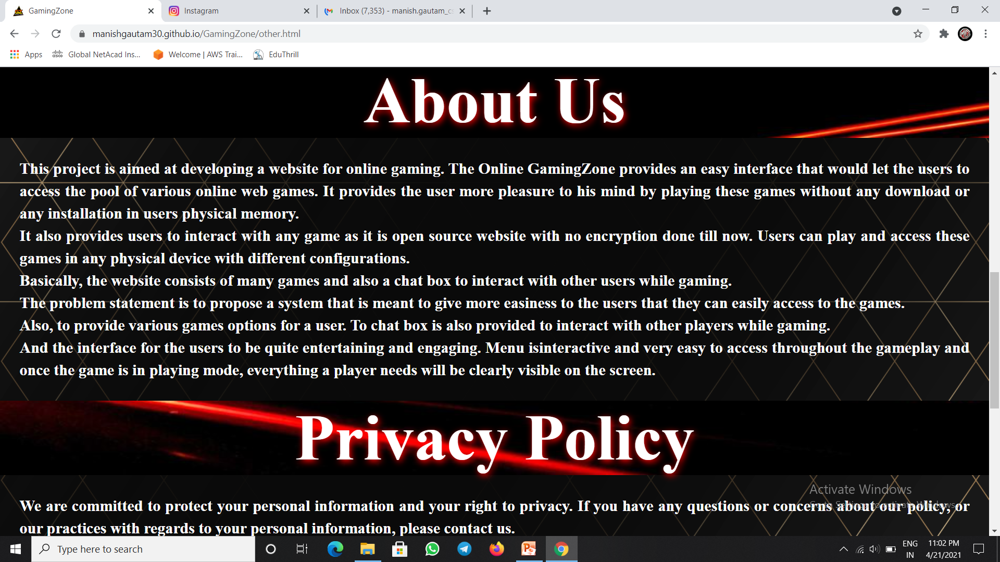 GamingZone
Instagram
Inbox (7,353) - manish.gautam_cs
manishgautam30.github.io/GamingZone/other.html
Apps
Global NetAcad Ins...
Welcome | AWS Trai...
EduThrill
About Us
This project is aimed at developing a website for online gaming. The Online GamingZone provides an easy interface that would let the users to
access the pool of various online web games. It provides the user more pleasure to his mind by playing these games without any download or
any installation in users physical memory.
It also provides users to interact with any game as it is open source website with no encryption done till now. Users can play and access these
games in any physical device with different configurations.
Basically, the website consists of many games and also a chat box to interact with other users while gaming.
The problem statement is to propose a system that is meant to give more easiness to the users that they can easily access to the games.
Also, to provide various games options for a user. To chat box is also provided to interact with other players while gaming.
And the interface for the users to be quite entertaining and engaging. Menu isinteractive and very easy to access throughout the gameplay and
once the game is in playing mode, everything a player needs will be clearly visible on the screen.
Privacy Policy
Activate Windows
Go to Settings to activate Windows.
We are committed to protect your personal information and your right to privacy. If you have any questions or concerns about our policy, or
our practices with regards to your personal information, please contact us.
Type here to search
ENG
IN
11:02 PM
4/21/2021